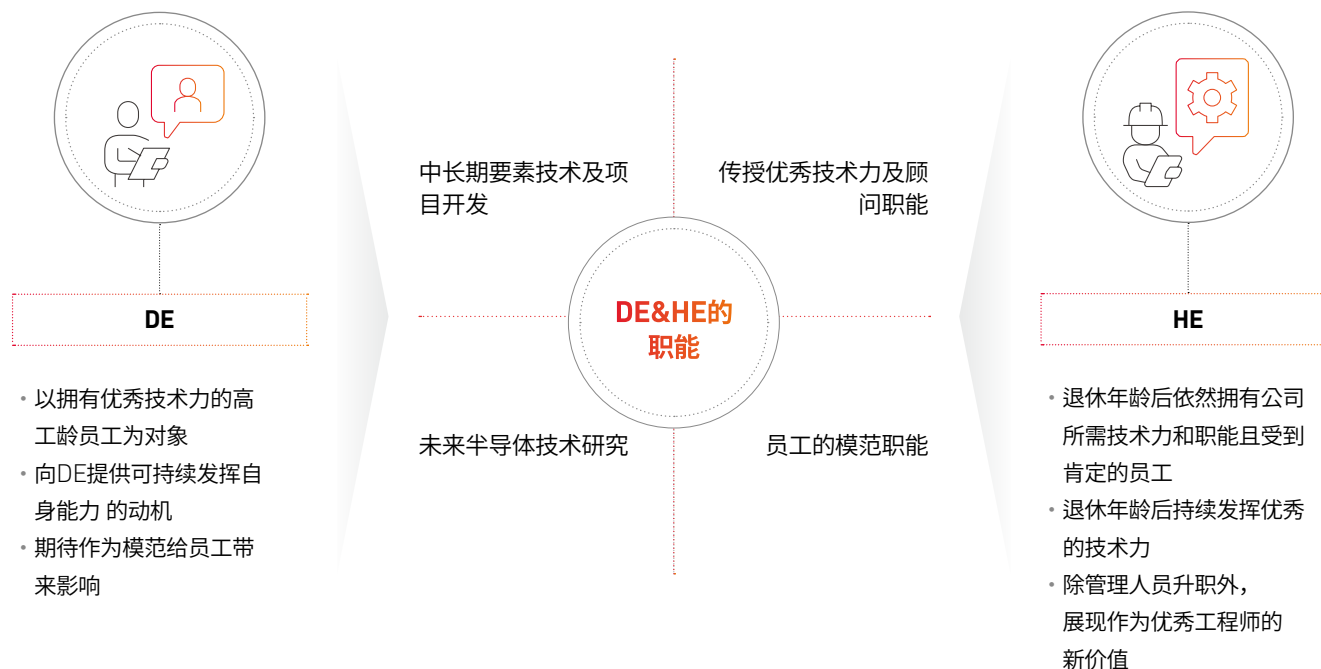 DE
· 以拥有优秀技术力的高
工龄员工为对象
· 向DE提供可持续发挥自
身能力 的动机
· 期待作为模范给员工带
来影响
中长期要素技术及项
目开发
传授优秀技术力及顾
问职能
DE&HE的
职能
未来半导体技术研究
员工的模范职能
HE
· 退休年龄后依然拥有公司
所需技术力和职能且受到
肯定的员工
· 退休年龄后持续发挥优秀
的技术力
· 除管理人员升职外，
展现作为优秀工程师的
新价值